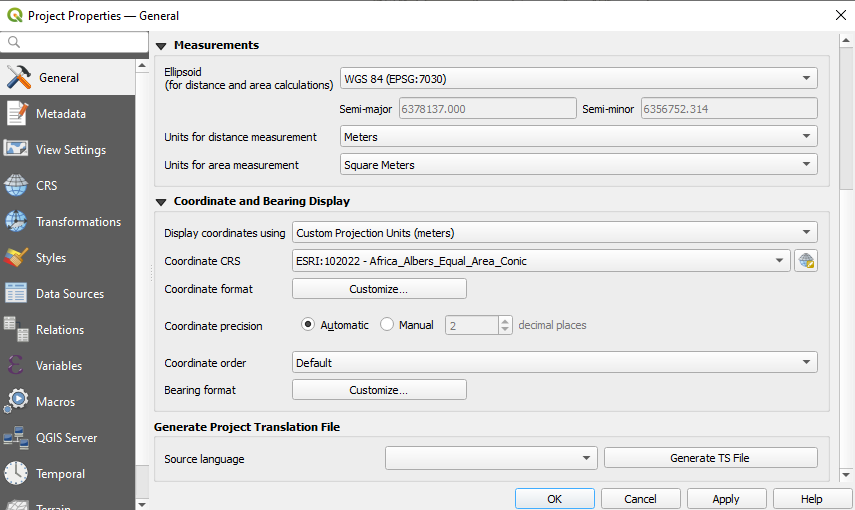 Project Properties — General
General
Metadata
View Settings
CRS
Transformations
Styles
Data Sources
Relations
Variables
Macros
QGIS Server
Temporal
Terrain
Measurements
Ellipsoid
(for distance and area calculations)
WGS 84 (EPSG:7030)
Semi-major 6378137.000 Semi-minor 6356752.314
Units for distance measurement Meters
Units for area measurement Square Meters
Coordinate and Bearing Display
Display coordinates using Custom Projection Units (meters)
Coordinate CRS ESRI:102022 - Africa_Albers_Equal_Area_Conic
Coordinate format Customize...
Coordinate precision Automatic Manual 2 decimal places
Coordinate order Default
Bearing format Customize...
Generate Project Translation File
Source language Generate TS File
OK Cancel Apply Help